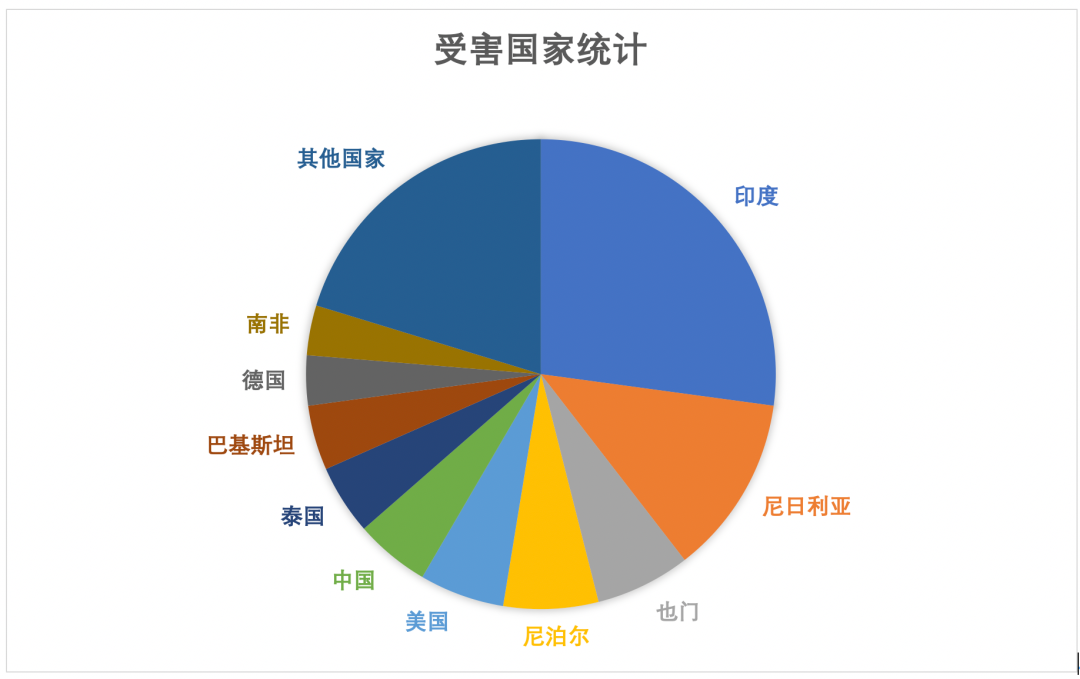 受害国家统计
其他国家
印度
南非
德国
巴基斯坦
尼日利亚
泰国
中国
也门
美国
尼泊尔